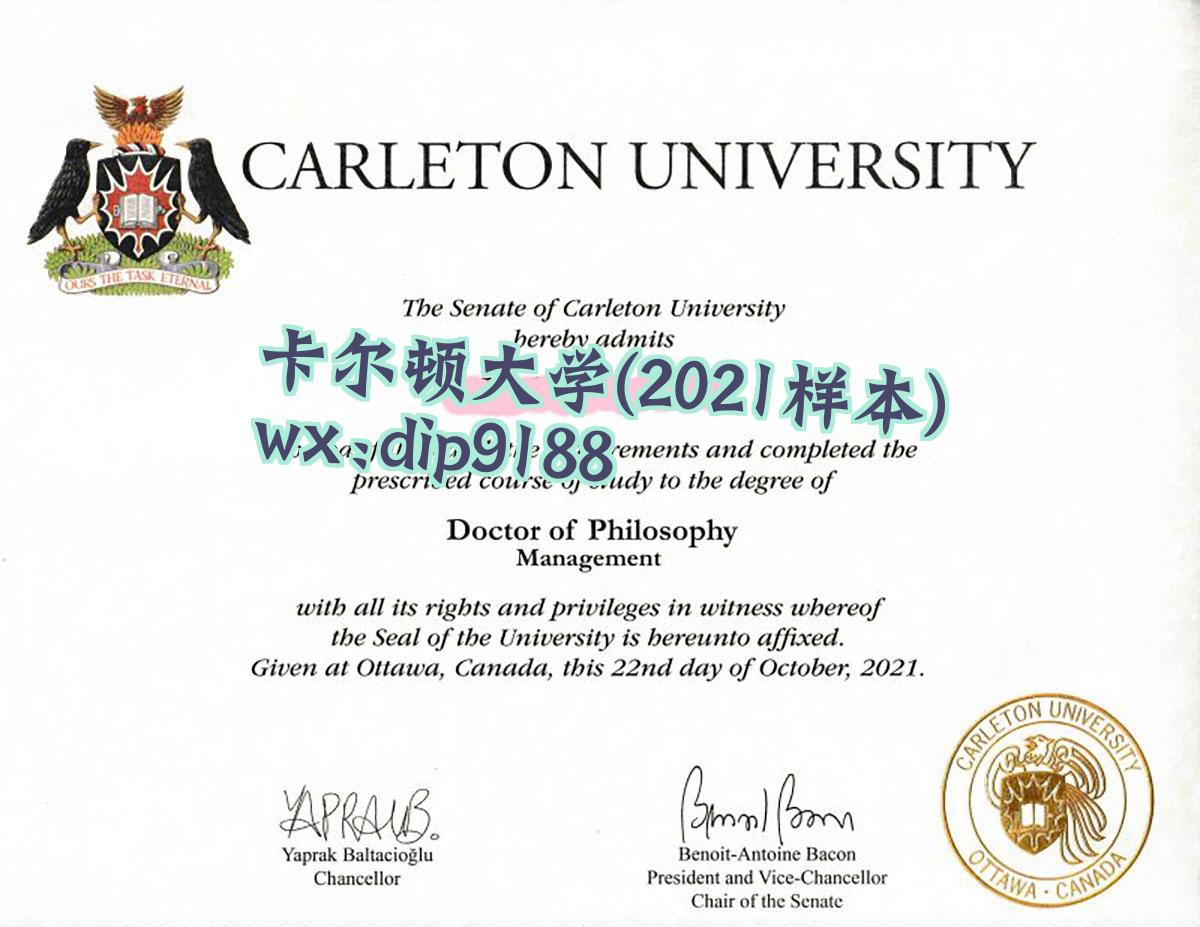 CARLETON UNIVERSITY
OURS THE TASK ETERNAL
The Senate of Carleton University
hereby admits
卡尔顿大学(2021样本)
wx:dip9188
and completed the
course of study to the degree of
Doctor of Philosophy
Management
with all its rights and privileges in witness whereof
the Seal of the University is hereunto affixed.
Given at Ottawa, Canada, this 22nd day of October, 2021.
Yaprak Baltacioğlu
Chancellor
Benoit-Antoine Bacon
President and Vice-Chancellor
Chair of the Senate
CARLETON UNIVERSITY
OTTAWA · CANADA